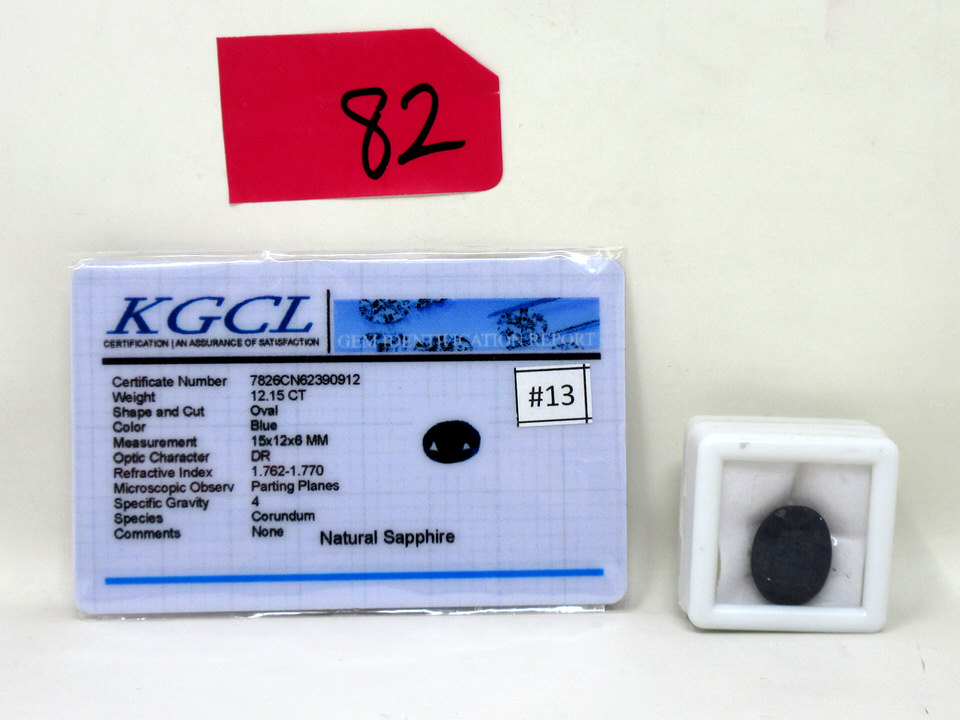 82
KGCL
CERTIFICATION | AN ASSURANCE OF SATISFACTION
GEM IDENTIFICATION REPORT
#13
Certificate Number 7826CN62390912
Weight 12.15 CT
Shape and Cut Oval
Color Blue
Measurement 15x12x6 MM
Optic Character DR
Refractive Index 1.762-1.770
Microscopic Observ Parting Planes
Specific Gravity 4
Species Corundum
Comments None
Natural Sapphire